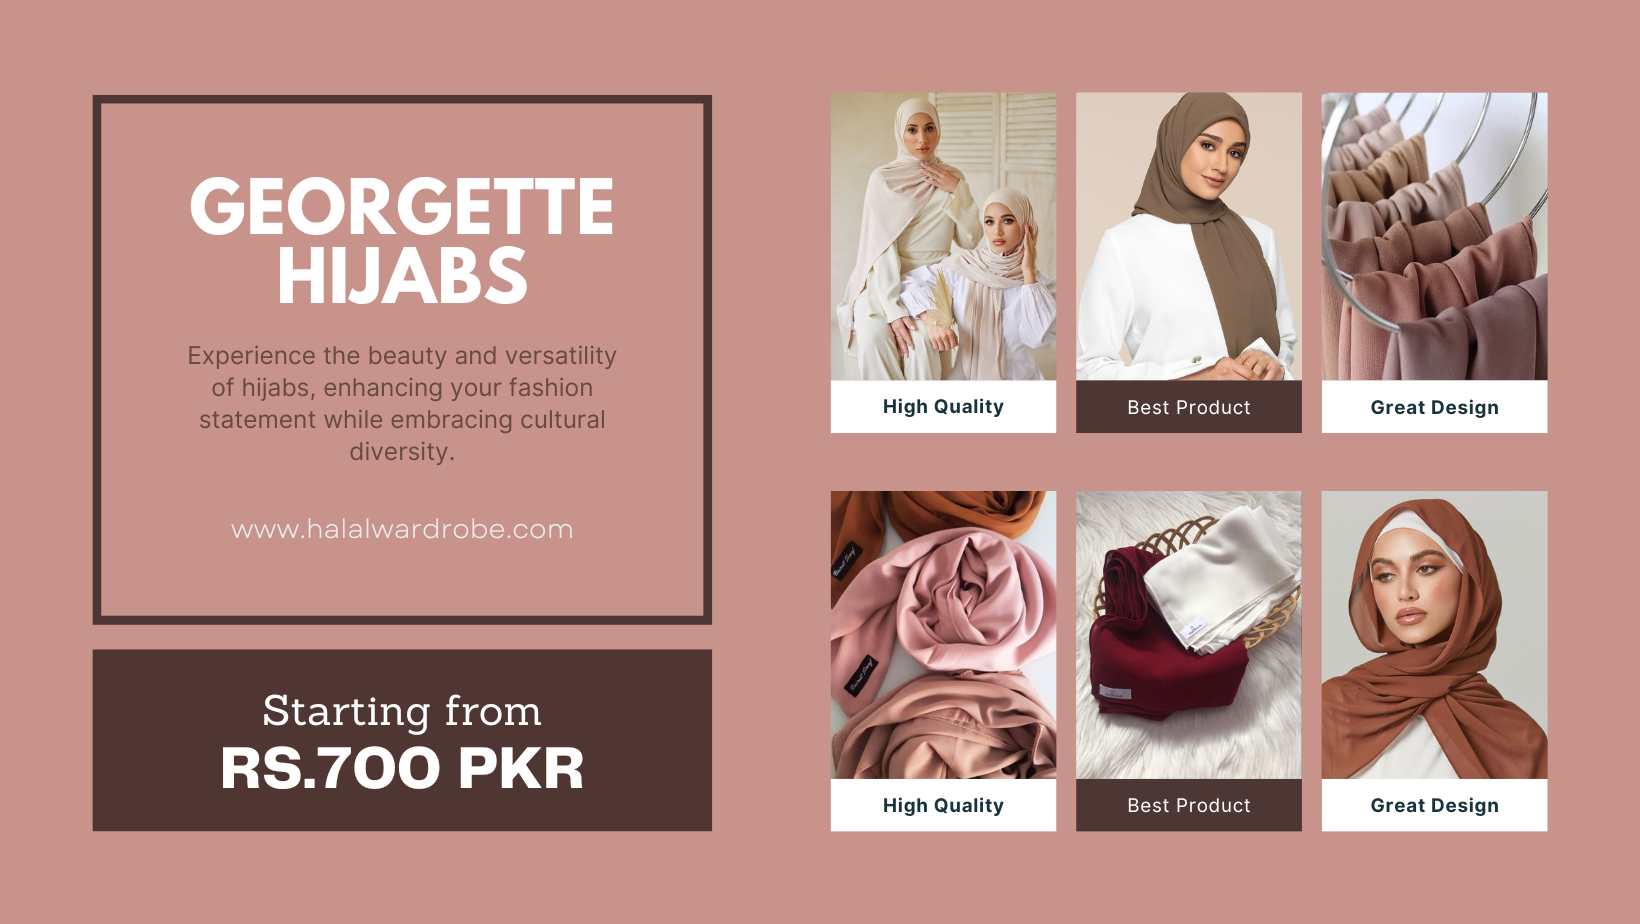 GEORGETTE
HIJABS
Experience the beauty and versatility
of hijabs, enhancing your fashion
statement while embracing cultural
diversity.
www.halalwardrobe.com
Starting from
RS.700 PKR
High Quality
Best Product
Great Design
High Quality
Best Product
Great Design